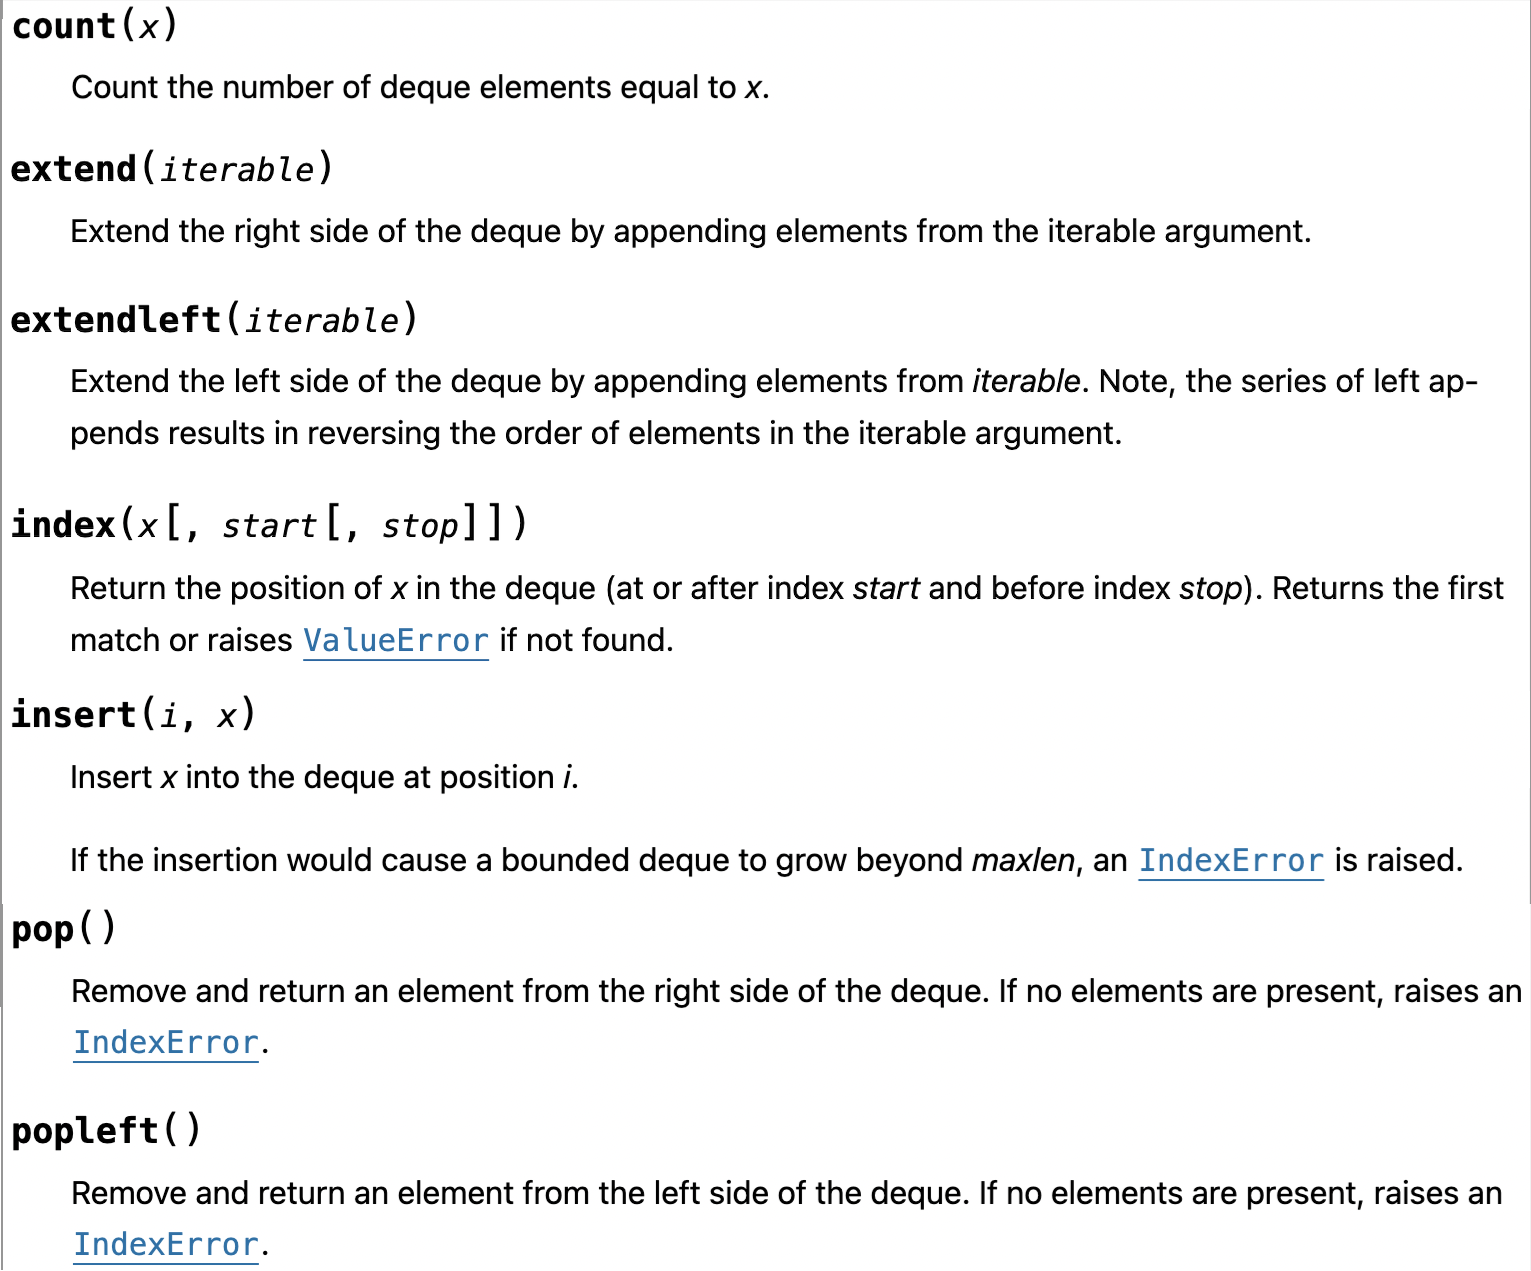 count(x)
Count the number of deque elements equal to x.
extend(iterable)
Extend the right side of the deque by appending elements from the iterable argument.
extendleft(iterable)
Extend the left side of the deque by appending elements from iterable. Note, the series of left ap-
pends results in reversing the order of elements in the iterable argument.
index(x[, start[, stop]])
Return the position of x in the deque (at or after index start and before index stop). Returns the first
match or raises ValueError if not found.
insert(i, x)
Insert x into the deque at position i.
If the insertion would cause a bounded deque to grow beyond maxlen, an IndexError is raised.
pop()
Remove and return an element from the right side of the deque. If no elements are present, raises an
IndexError.
popleft()
Remove and return an element from the left side of the deque. If no elements are present, raises an
IndexError.